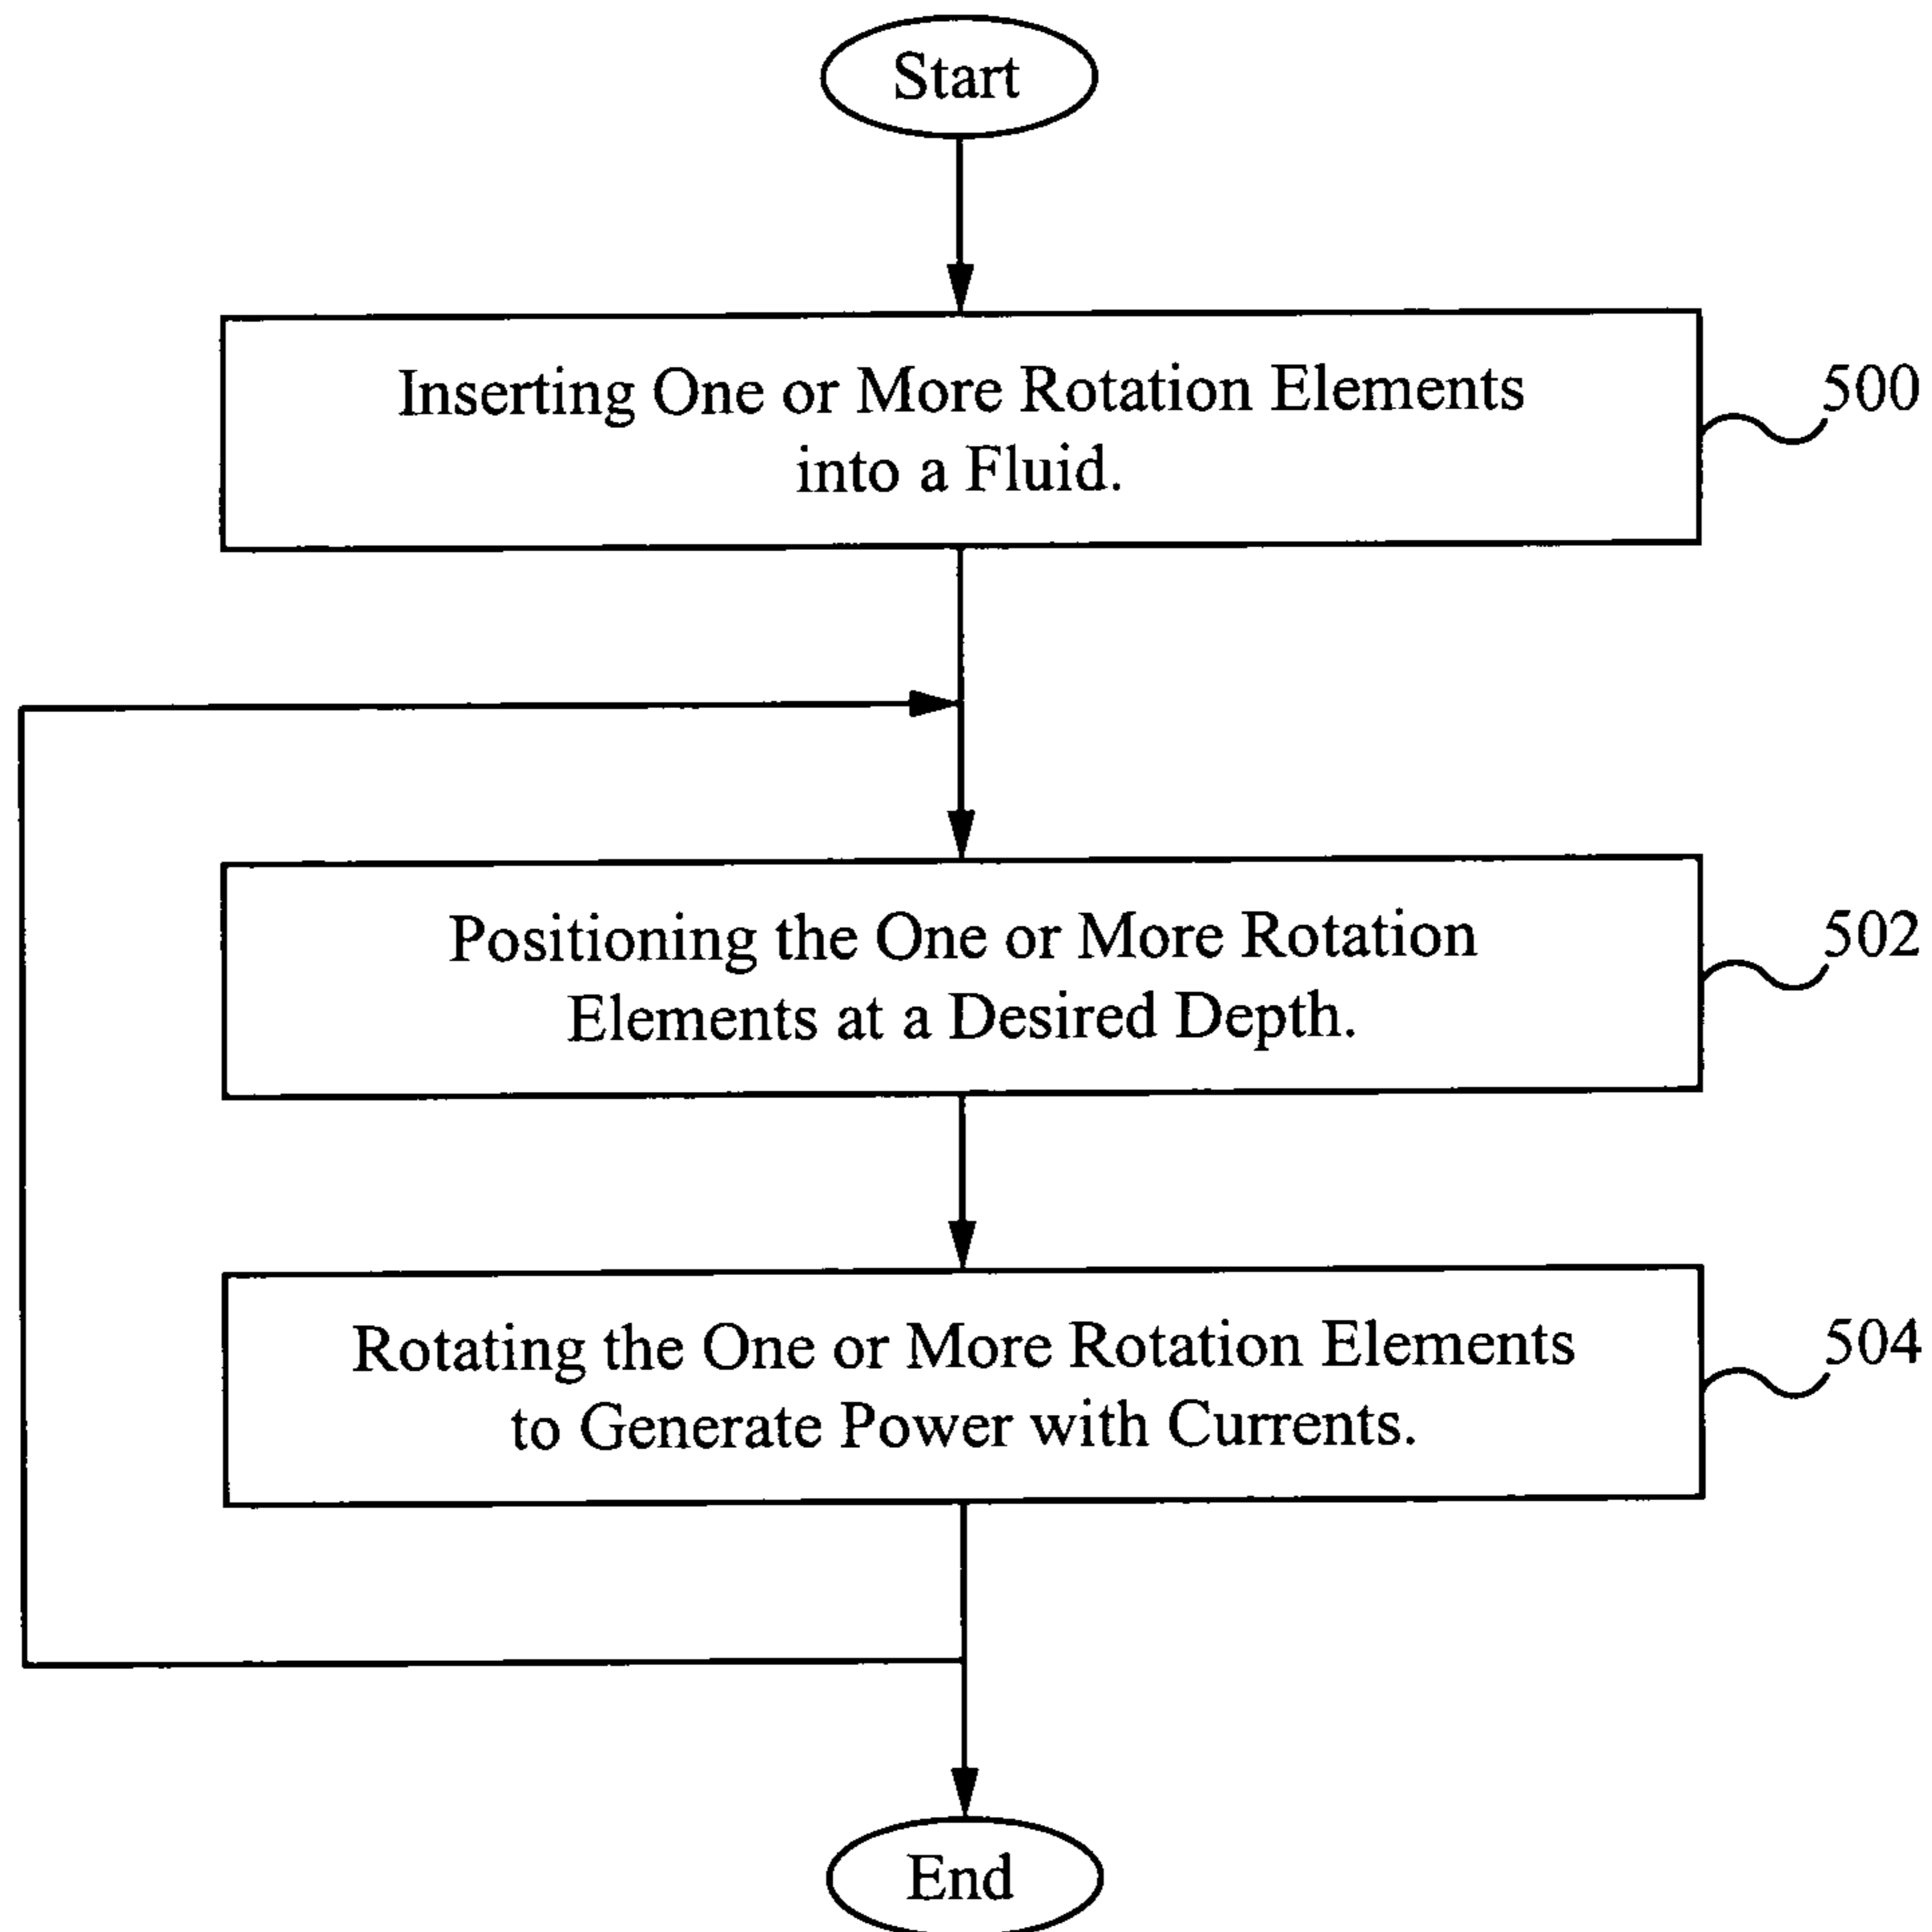 Start
Inserting One or More Rotation Elements
into a Fluid.
500
Positioning the One or More Rotation
Elements at a Desired Depth.
502
Rotating the One or More Rotation Elements
to Generate Power with Currents.
504
End